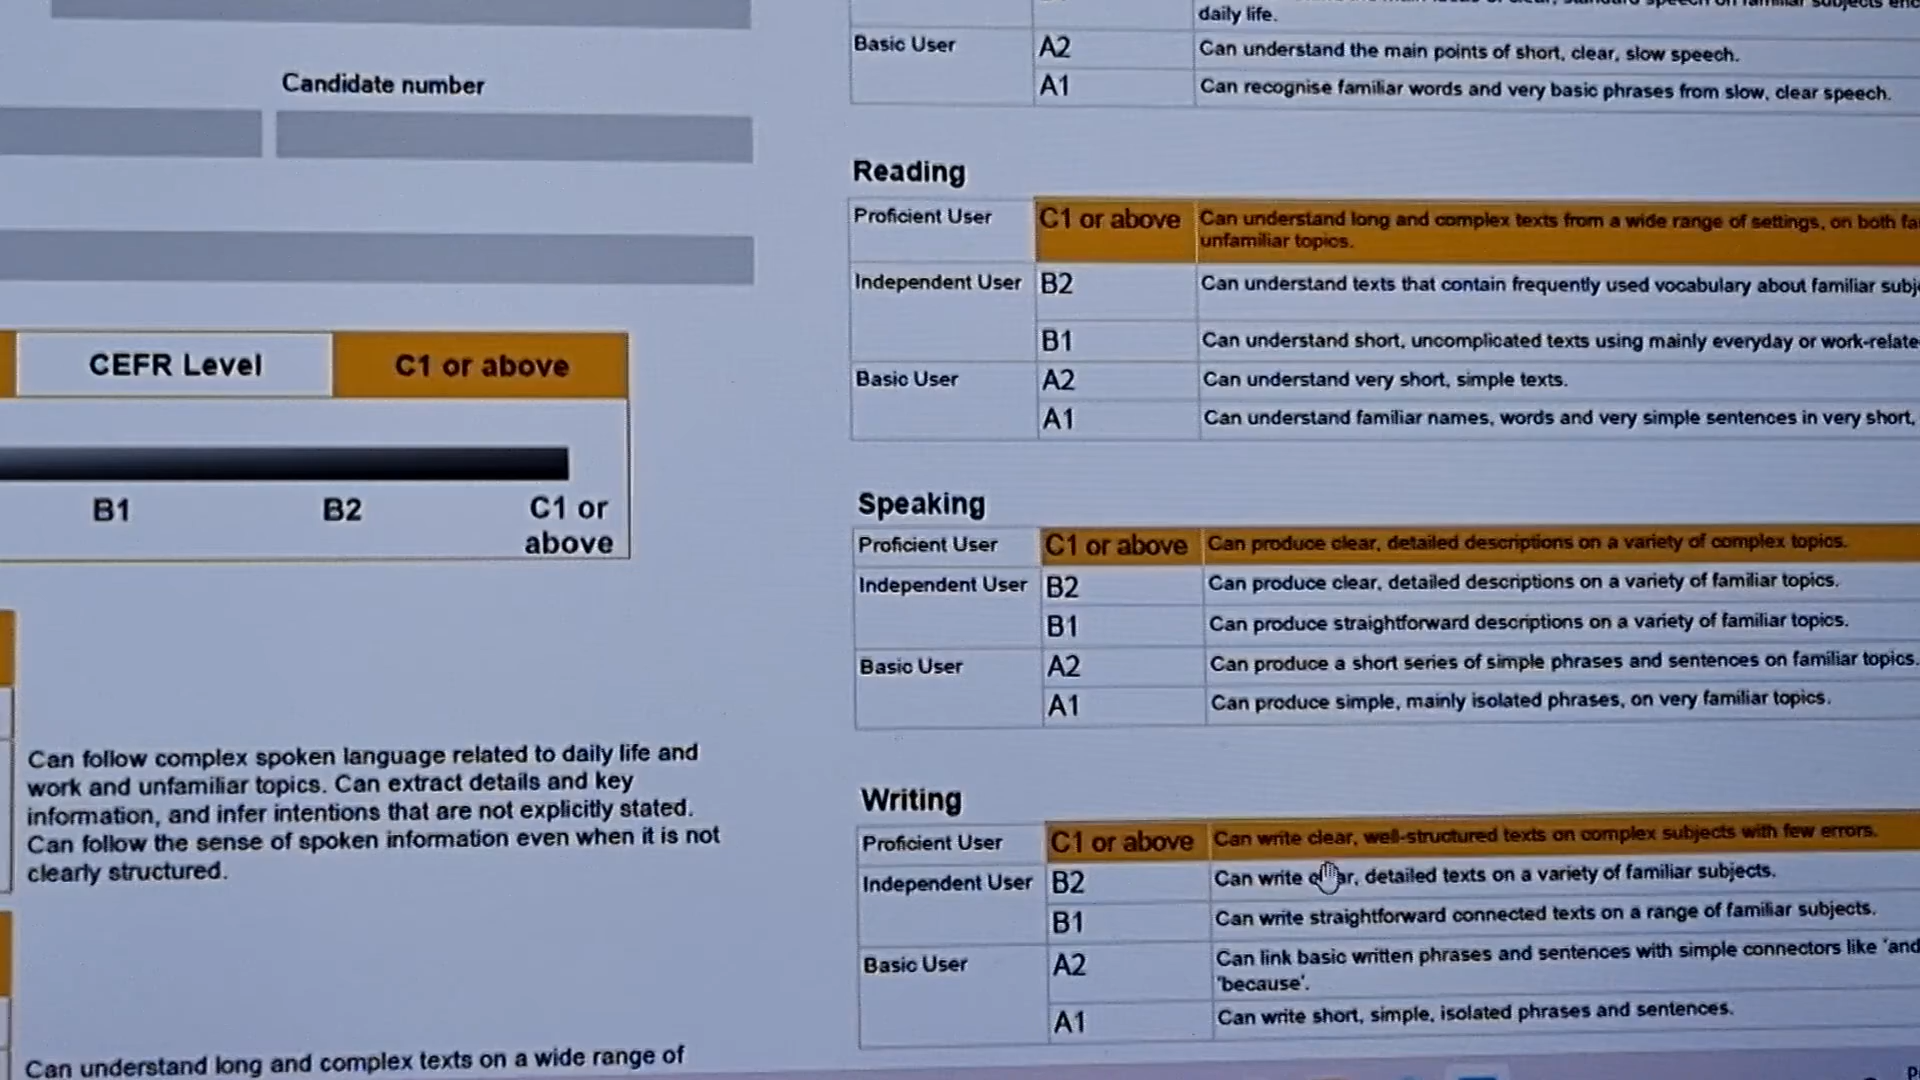 Candidate number
CEFR Level
C1 or above
B1
B2
C1 or
above
Can follow complex spoken language related to daily life and
work and unfamiliar topics. Can extract details and key
information, and infer intentions that are not explicitly stated.
Can follow the sense of spoken information even when it is not
clearly structured.
Can understand long and complex texts on a wide range of
daily life.
Basic User
A2
Can understand the main points of short, clear, slow speech.
A1
Can recognise familiar words and very basic phrases from slow, clear speech.
Reading
Proficient User
C1 or above
Can understand long and complex texts from a wide range of settings, on both
unfamiliar topics.
Independent User
B2
Can understand texts that contain frequently used vocabulary about familiar
B1
Can understand short, uncomplicated texts using mainly everyday or
Basic User
A2
Can understand very short, simple texts.
A1
Can understand familiar names, words and very simple sentences in very short,
Speaking
Proficient User
C1 or above
Can produce clear, detailed descriptions on a variety of complex topics.
Independent User
B2
Can produce clear, detailed descriptions on a variety of familiar topics.
B1
Can produce straightforward descriptions on a variety of familiar topics.
Basic User
A2
Can produce a short series of simple phrases and sentences on familiar topics.
A1
Can produce simple, mainly isolated phrases, on very familiar topics.
Writing
Proficient User
C1 or above
Can write clear, well-structured texts on complex subjects with few errors.
Independent User
B2
Can write detailed texts on a variety of familiar subjects.
B1
Can write straightforward connected texts on a range of familiar subjects.
Basic User
A2
Can link basic written phrases and sentences with simple connectors like 'and
'because'.
A1
Can write short, simple, isolated phrases and sentences.